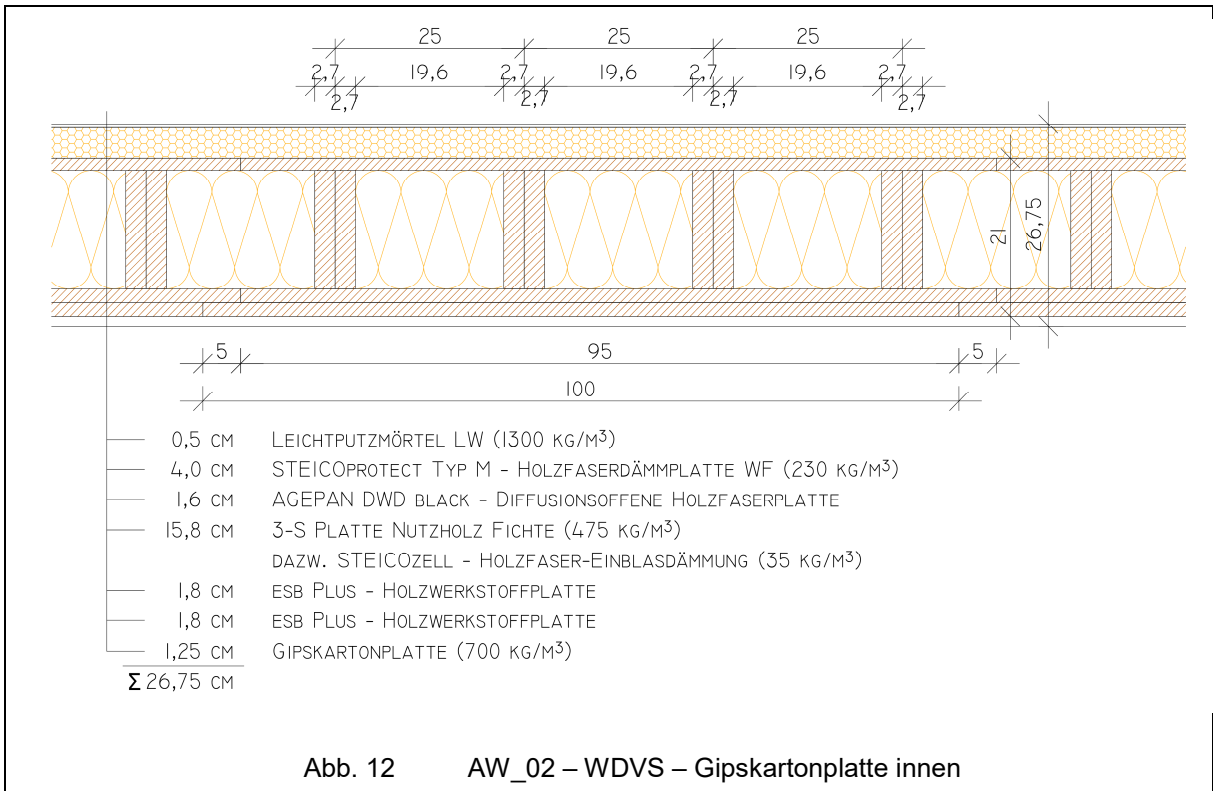 25 25 25
2,7 19,6 2,7 19,6 2,7 19,6 2,7
2,7 2,7 2,7 2,7
21
26,75
5 95 5
100
0,5 CM LEICHTPUTZMÖRTEL LW (1300 KG/M³)
4,0 CM STEICOPROTECT TYP M - HOLZFASERDÄMMPLATTE WF (230 KG/M³)
1,6 CM AGEPAN DWD BLACK - DIFFUSIONSOFFENE HOLZFASERPLATTE
15,8 CM 3-S PLATTE NUTZHOLZ FICHTE (475 KG/M³)
DAZW. STEICOZELL - HOLZFASER-EINBLASDÄMMUNG (35 KG/M³)
1,8 CM ESB PLUS - HOLZWERKSTOFFPLATTE
1,8 CM ESB PLUS - HOLZWERKSTOFFPLATTE
1,25 CM GIPSKARTONPLATTE (700 KG/M³)
Σ 26,75 CM
Abb. 12 AW_02 – WDVS – Gipskartonplatte innen